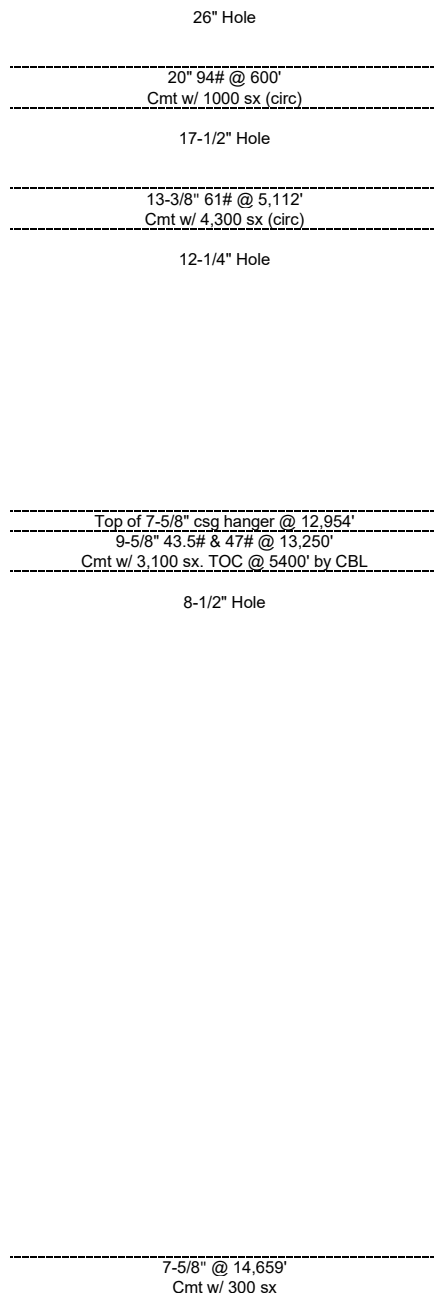 26" Hole
20" 94# @ 600'
Cmt w/ 1000 sx (circ)
17-1/2" Hole
13-3/8" 61# @ 5,112'
Cmt w/ 4,300 sx (circ)
12-1/4" Hole
Top of 7-5/8" csg hanger @ 12,954'
9-5/8" 43.5# & 47# @ 13,250'
Cmt w/ 3,100 sx. TOC @ 5400' by CBL
8-1/2" Hole
7-5/8" @ 14,659'
Cmt w/ 300 sx